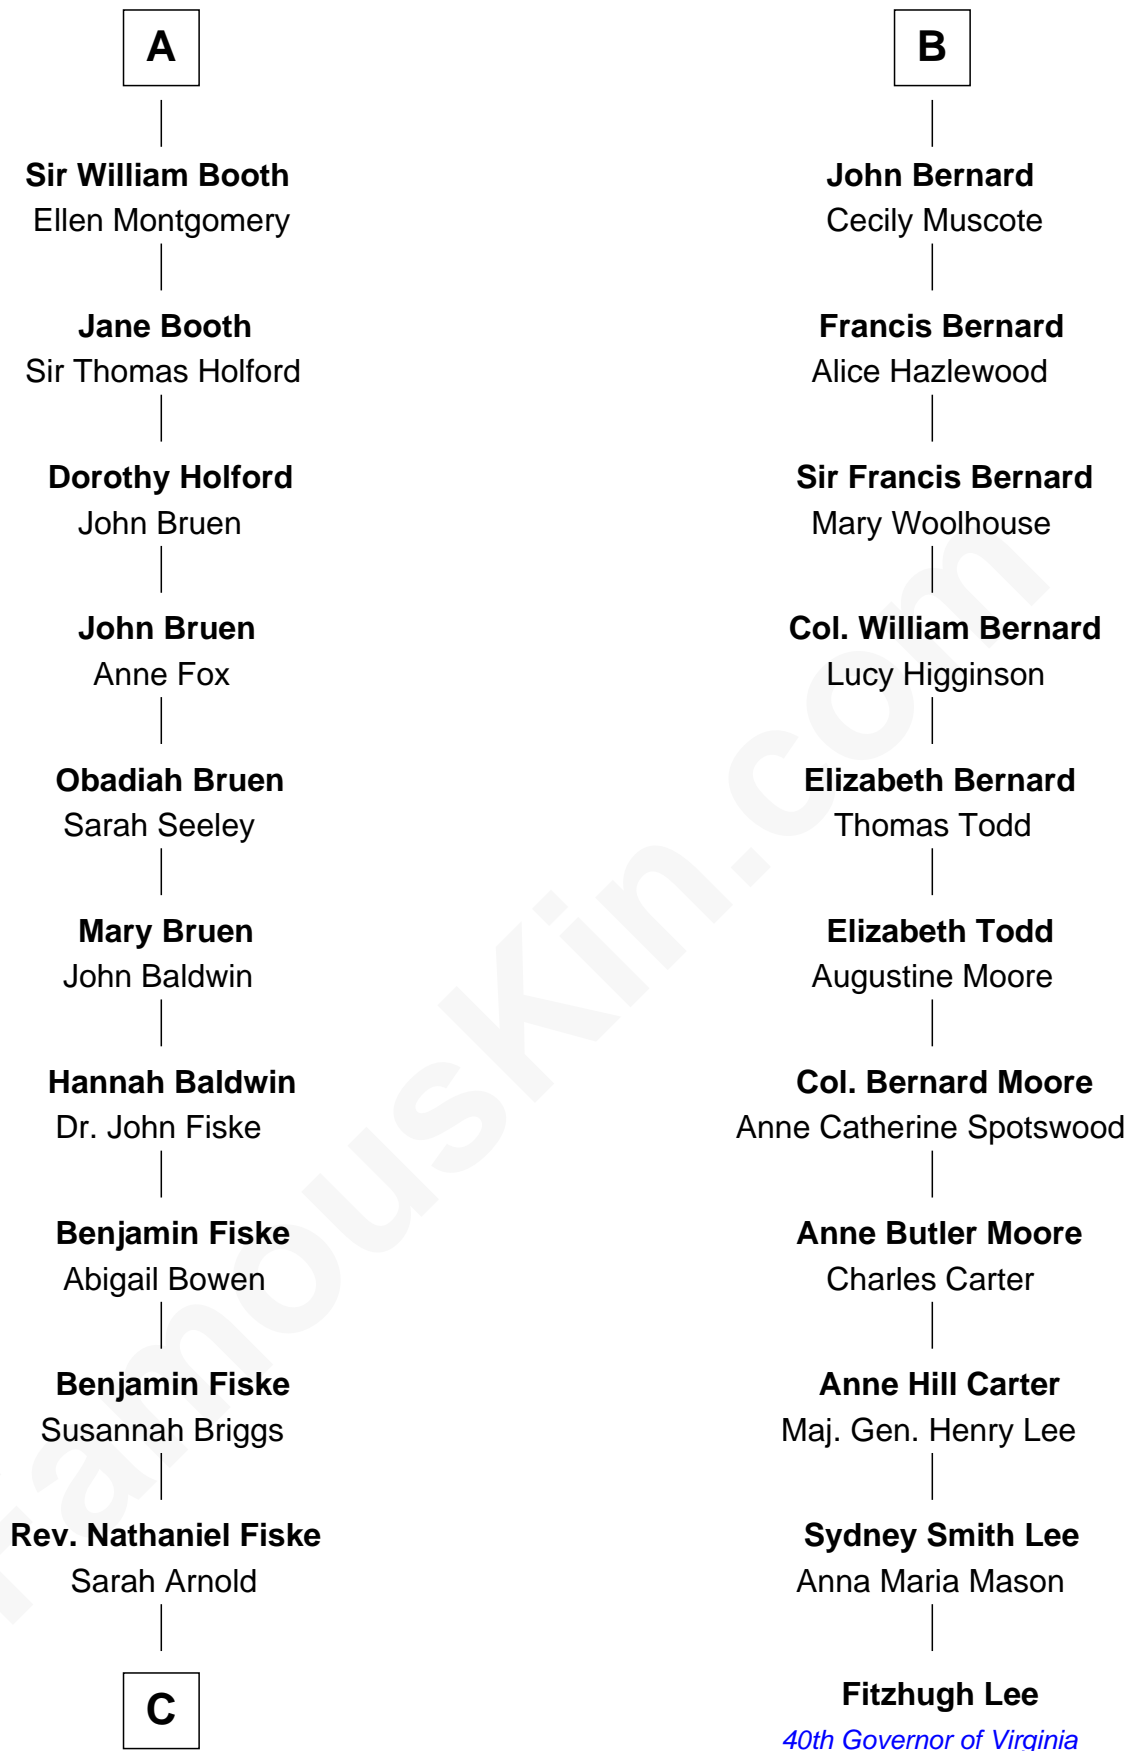 A
Sir William Booth
Ellen Montgomery
Jane Booth
Sir Thomas Holford
Dorothy Holford
John Bruen
John Bruen
Anne Fox
Obadiah Bruen
Sarah Seeley
Mary Bruen
John Baldwin
Hannah Baldwin
Dr. John Fiske
Benjamin Fiske
Abigail Bowen
Benjamin Fiske
Susannah Briggs
Rev. Nathaniel Fiske
Sarah Arnold
C
B
John Bernard
Cecily Muscote
Francis Bernard
Alice Hazlewood
Sir Francis Bernard
Mary Woolhouse
Col. William Bernard
Lucy Higginson
Elizabeth Bernard
Thomas Todd
Elizabeth Todd
Augustine Moore
Col. Bernard Moore
Anne Catherine Spotswood
Anne Butler Moore
Charles Carter
Anne Hill Carter
Maj. Gen. Henry Lee
Sydney Smith Lee
Anna Maria Mason
Fitzhugh Lee
40th Governor of Virginia
FamousKin.com